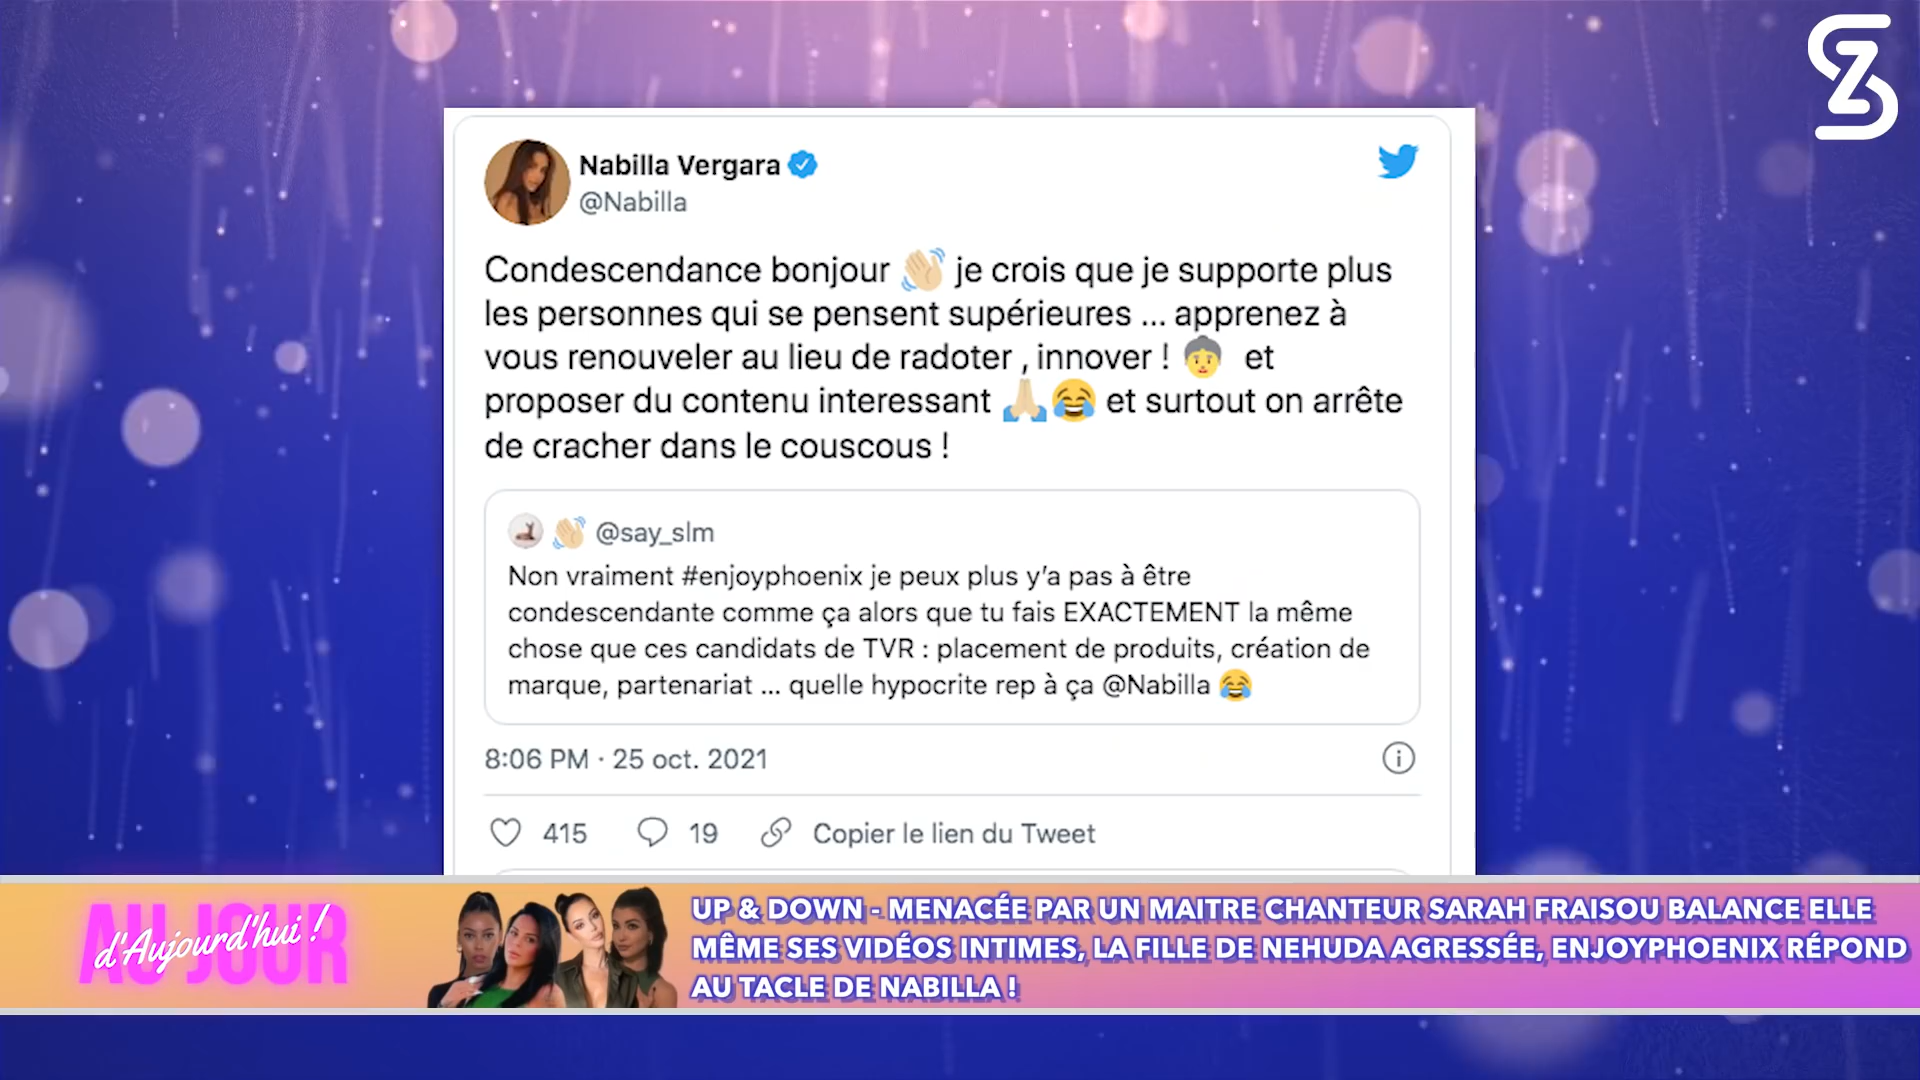 Nabilla Vergara
@Nabilla
Condescendance bonjour 👋🏼 je crois que je supporte plus
les personnes qui se pensent supérieures ... apprenez à
vous renouveler au lieu de radoter , innover ! 👵 et
proposer du contenu interessant 🙏🏼😂 et surtout on arrête
de cracher dans le couscous !
👋🏼 @say_slm
Non vraiment #enjoyphoenix je peux plus y’a pas à être
condescendante comme ça alors que tu fais EXACTEMENT la même
chose que ces candidats de TVR : placement de produits, création de
marque, partenariat ... quelle hypocrite rep à ça @Nabilla 😂
8:06 PM · 25 oct. 2021
415 19 Copier le lien du Tweet
AU JOUR
d'Aujourd'hui !
UP & DOWN - MENACÉE PAR UN MAITRE CHANTEUR SARAH FRAISOU BALANCE ELLE
MÊME SES VIDÉOS INTIMES, LA FILLE DE NEHUDA AGRESSÉE, ENJOYPHOENIX RÉPOND
AU TACLE DE NABILLA !